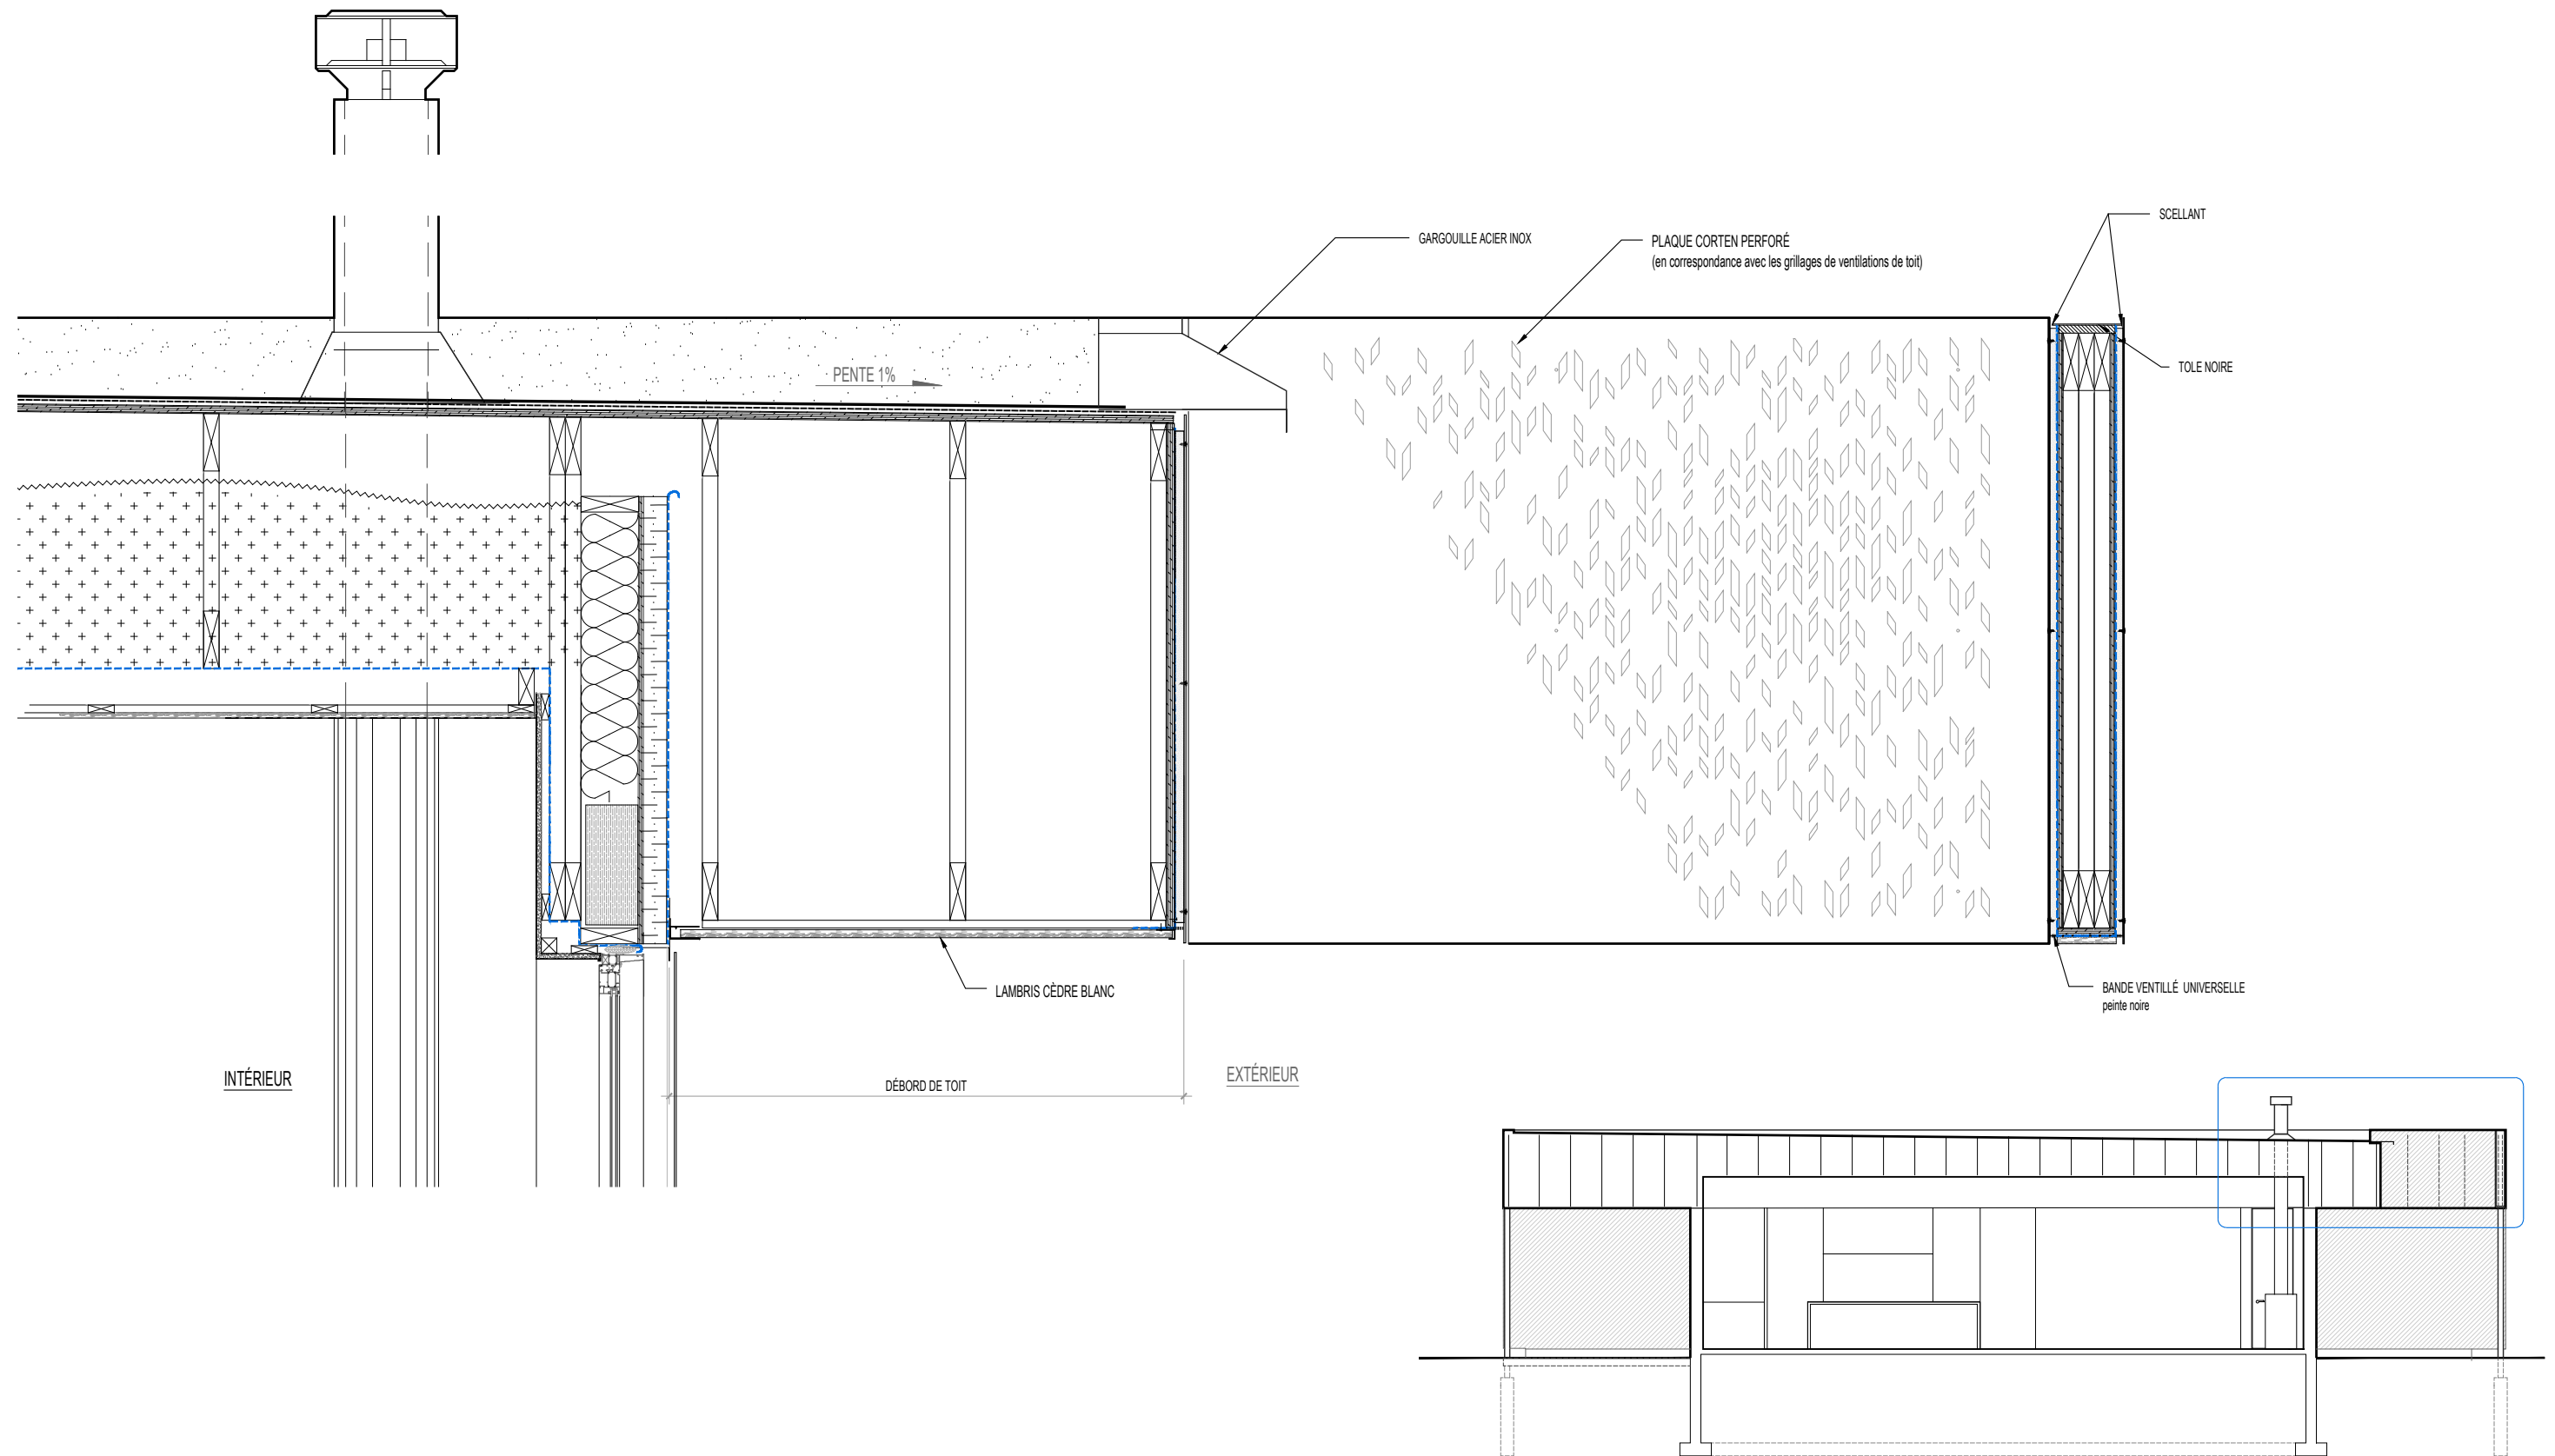 SCELLANT
GARGOUILLE ACIER INOX
PLAQUE CORTEN PERFORÉ
(en correspondance avec les grillages de ventilations de toit)
TOLE NOIRE
PENTE 1%
LAMBRIS CÈDRE BLANC
BANDE VENTILLÉ UNIVERSELLE
peinte noire
INTÉRIEUR
DÉBORD DE TOIT
EXTÉRIEUR